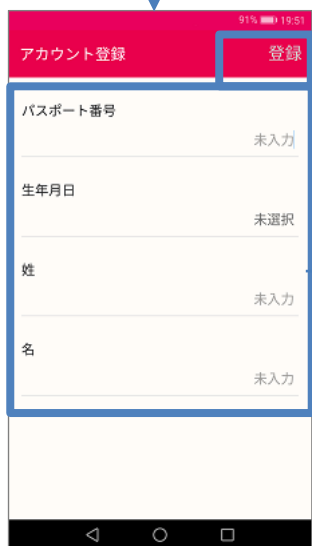 91% 19:51
アカウント登録 登録
パスポート番号
未入力
生年月日
未選択
姓
未入力
名
未入力